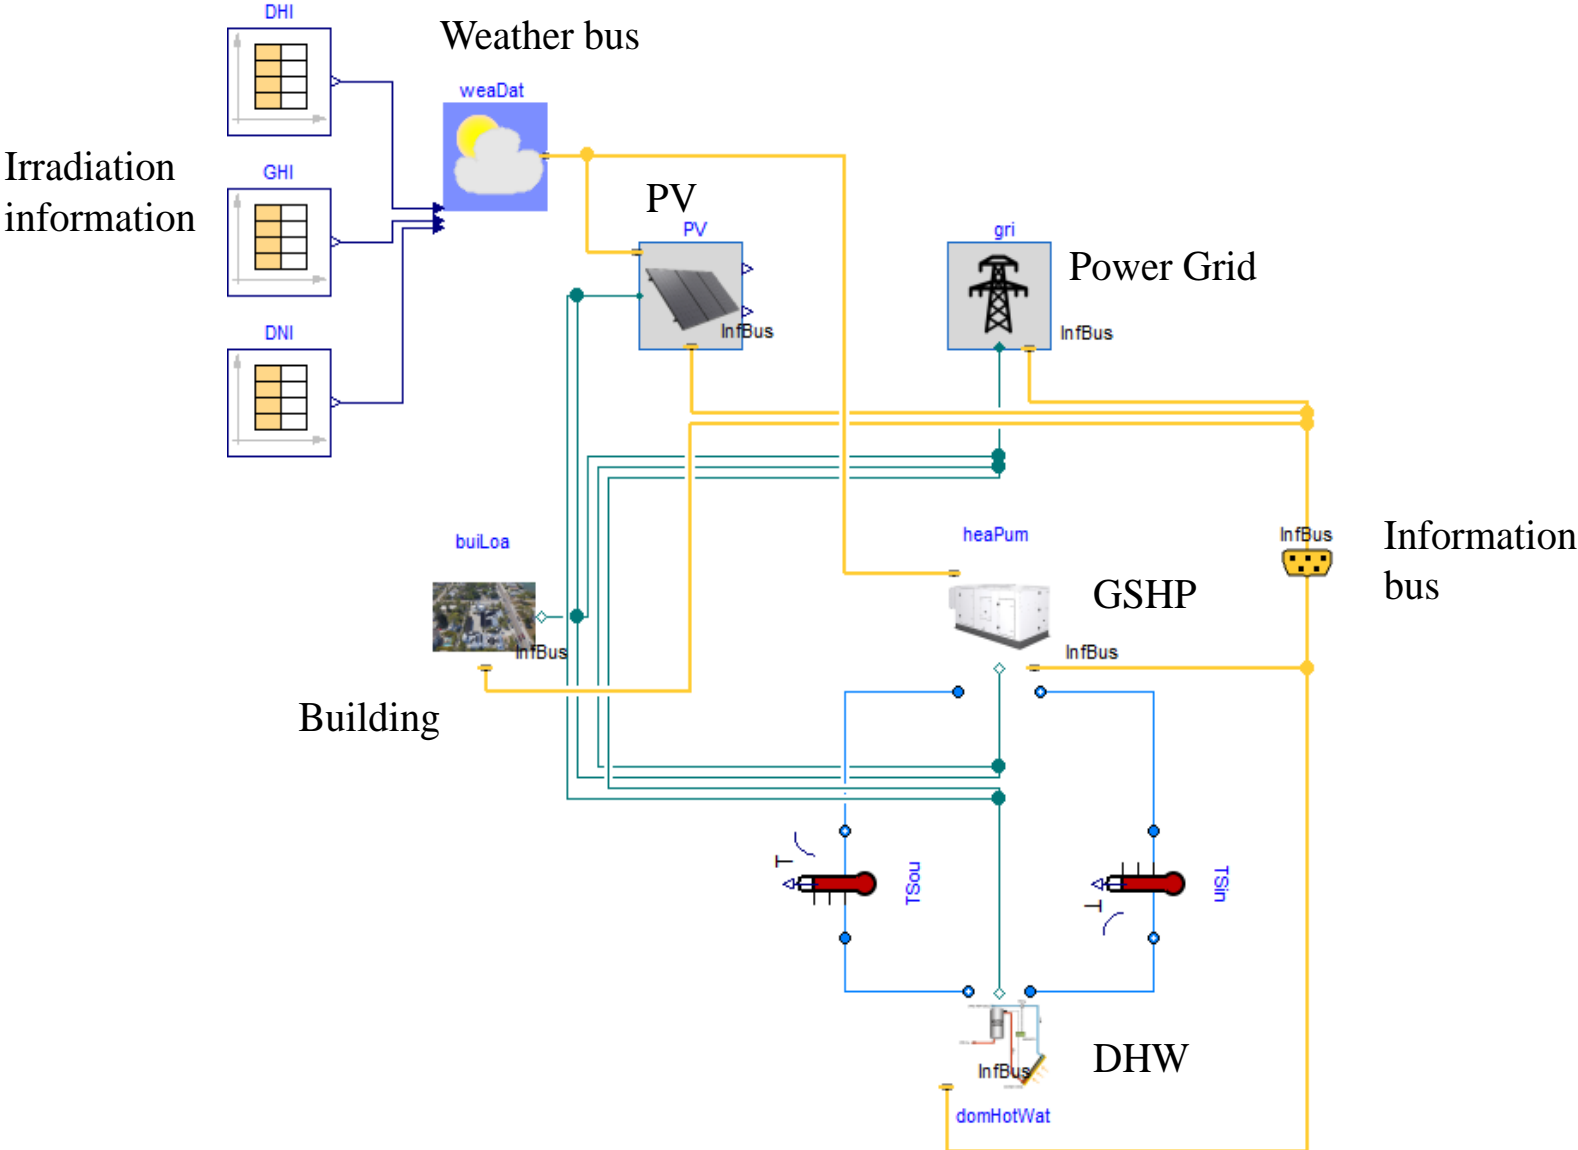 DHI
Weather bus
weaDat
Irradiation
information
GHI
PV
PV
gri
Power Grid
InfBus
InfBus
DNI
buiLoa
heaPum
InfBus
Information
bus
GSHP
InfBus
InfBus
Building
T
TSou
T
TSin
InfBus
DHW
domHotWat